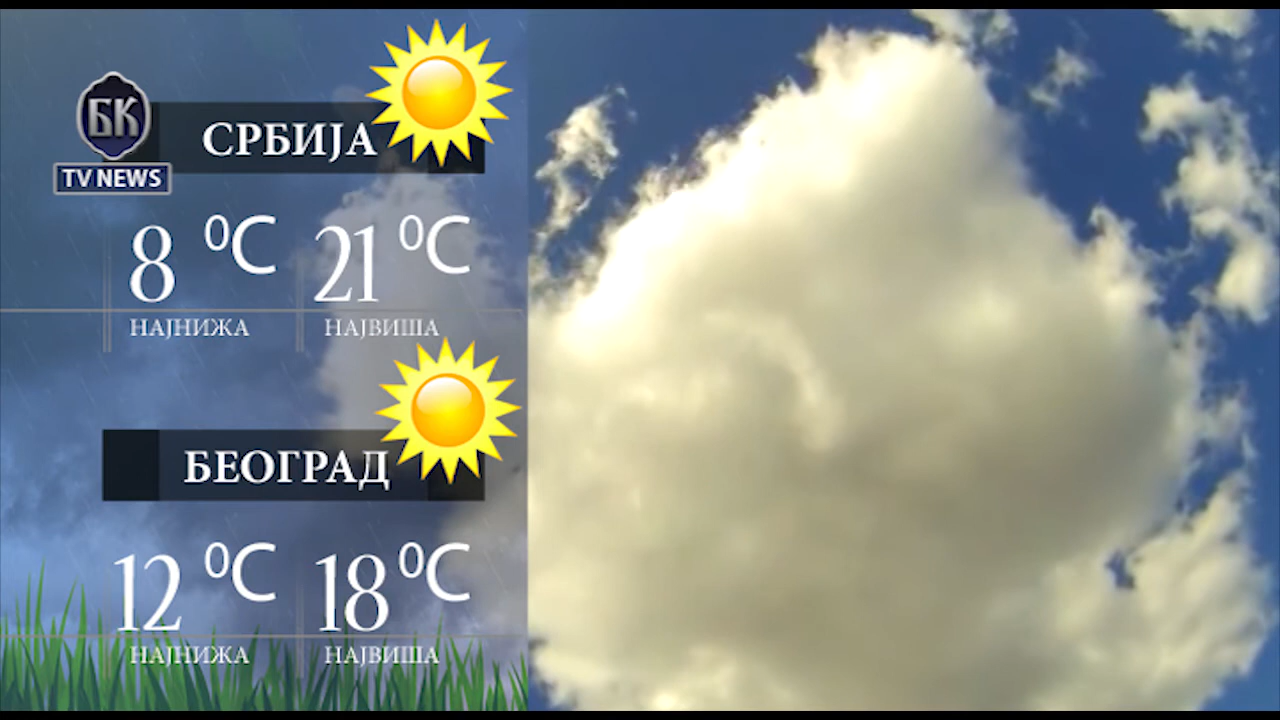 БК
TV NEWS
СРБИЈА
8 °C 21 °C
НАЈНИЖА НАЈВИША
БЕОГРАД
12 °C 18 °C
НАЈНИЖА НАЈВИША